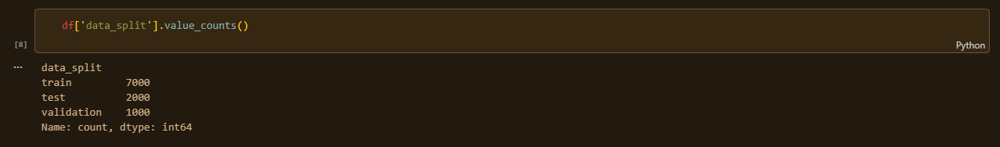 df['data_split'].value_counts()
[8]
Python
...
data_split
train         7000
test          2000
validation    1000
Name: count, dtype: int64